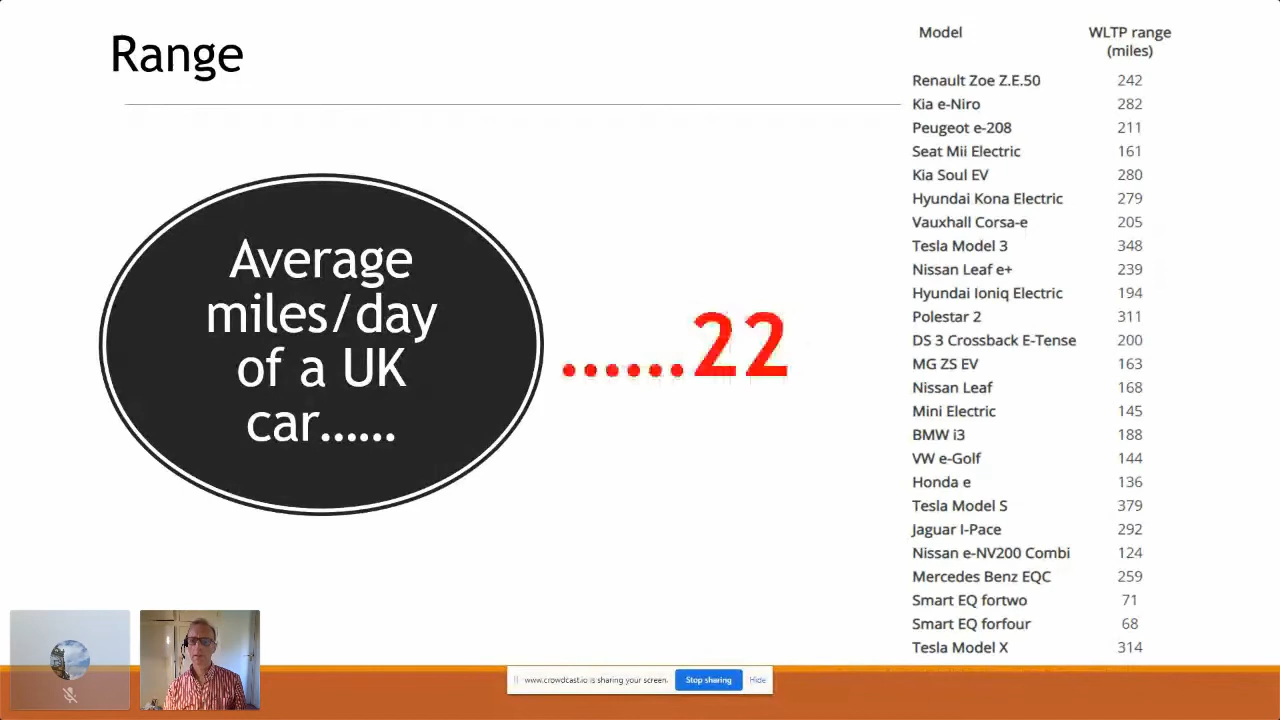 Range
Average
miles/day
of a UK
car......
......22
Model WLTP range
(miles)
Renault Zoe Z.E.50 242
Kia e-Niro 282
Peugeot e-208 211
Seat Mii Electric 161
Kia Soul EV 280
Hyundai Kona Electric 279
Vauxhall Corsa-e 205
Tesla Model 3 348
Nissan Leaf e+ 239
Hyundai Ioniq Electric 194
Polestar 2 311
DS 3 Crossback E-Tense 200
MG ZS EV 163
Nissan Leaf 168
Mini Electric 145
BMW i3 188
VW e-Golf 144
Honda e 136
Tesla Model S 379
Jaguar I-Pace 292
Nissan e-NV200 Combi 124
Mercedes Benz EQC 259
Smart EQ fortwo 71
Smart EQ forfour 68
Tesla Model X 314
www.crowdcast.io is sharing your screen. Stop sharing Hide